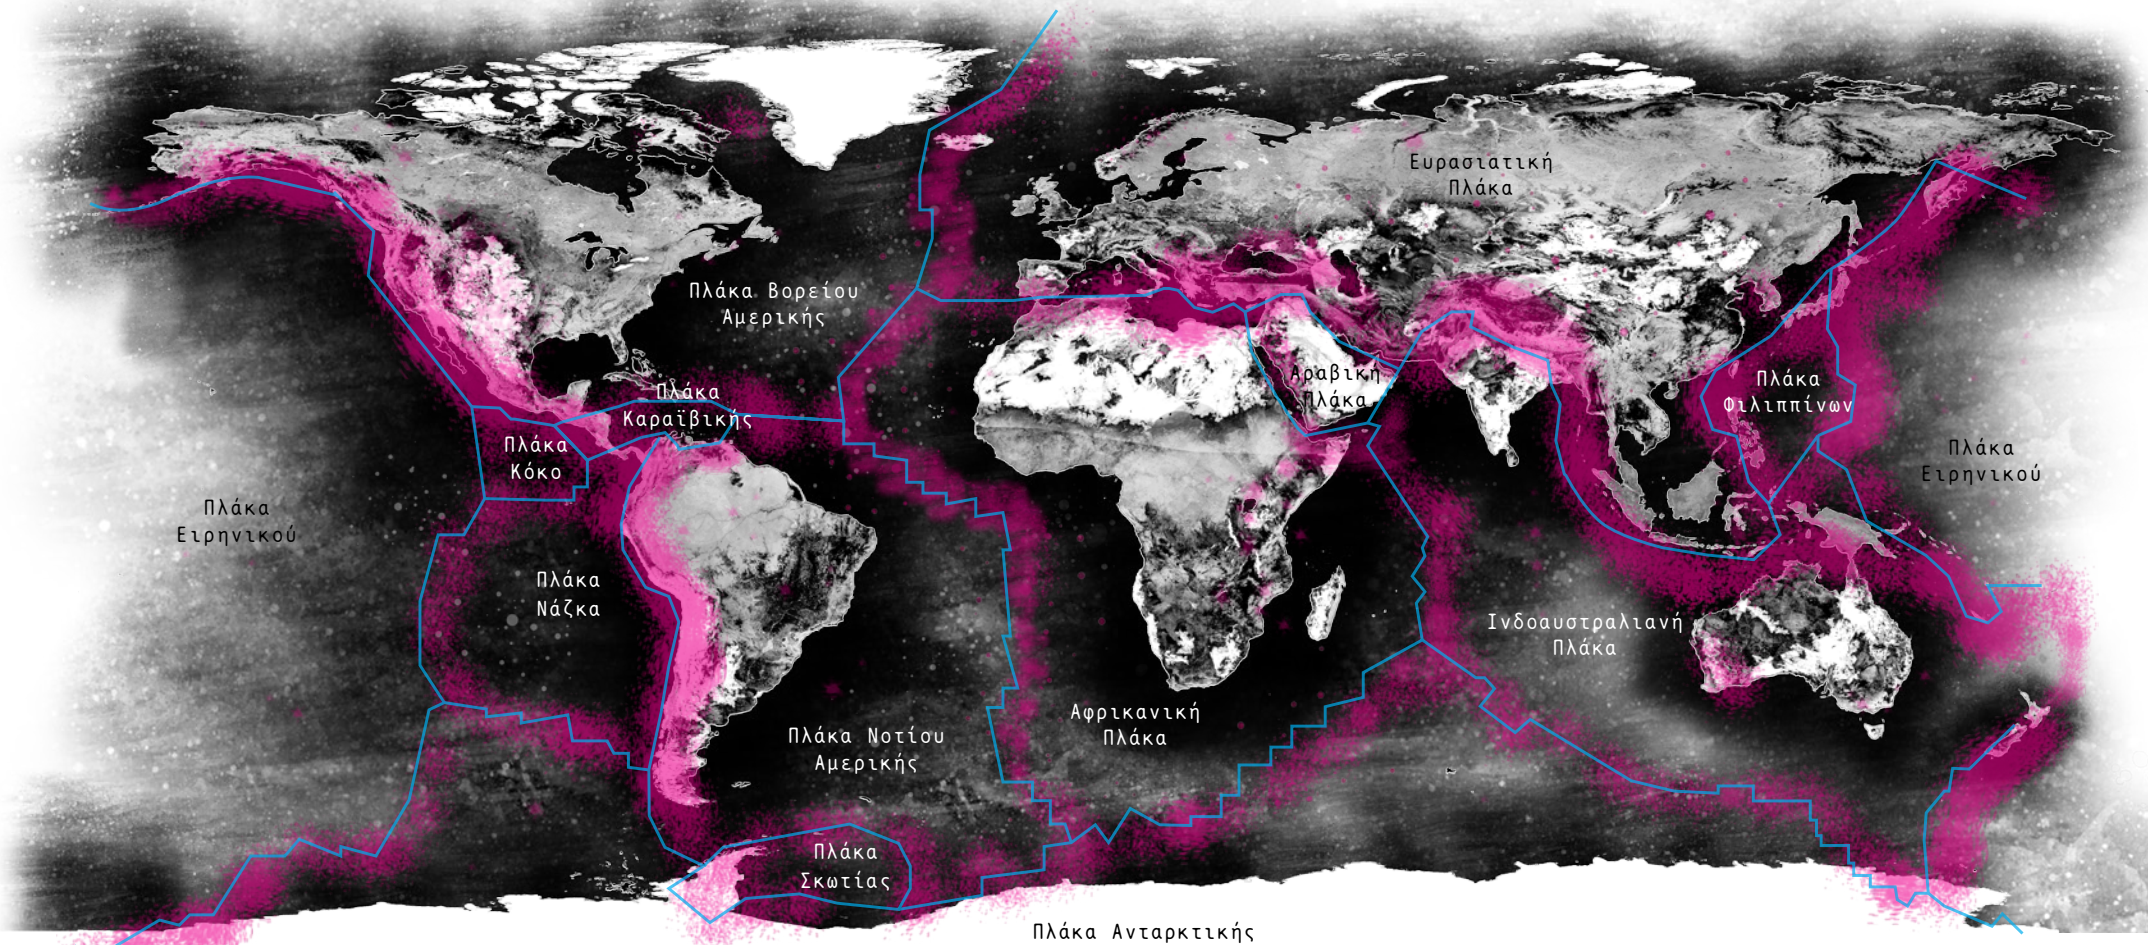 Ευρασιατική
Πλάκα
Πλάκα Βορείου
Αμερικής
Αραβική
Πλάκα
Πλάκα
Φιλιππίνων
Πλάκα
Καραϊβικής
Πλάκα
Κόκο
Πλάκα
Ειρηνικού
Πλάκα
Ειρηνικού
Πλάκα
Νάζκα
Ινδοαυστραλιανή
Πλάκα
Αφρικανική
Πλάκα
Πλάκα Νοτίου
Αμερικής
Πλάκα
Σκωτίας
Πλάκα Ανταρκτικής